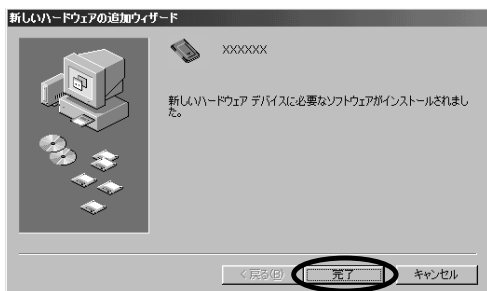 新しいハードウェアの追加ウィザード
XXXXXX
新しいハードウェア デバイスに必要なソフトウェアがインストールされまし
た。
< 戻る(B)
完了
キャンセル